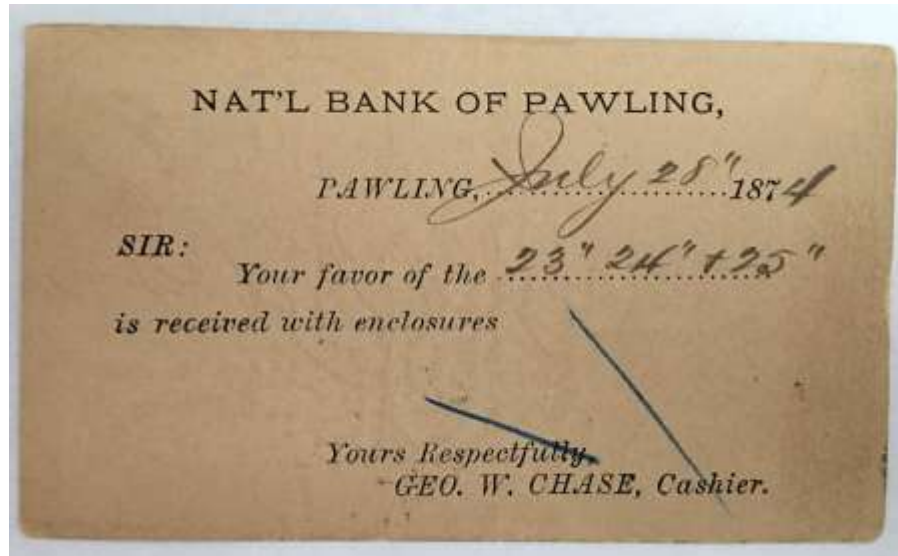 NAT'L BANK OF PAWLING,
PAWLING, July 28" 1874
SIR:
Your favor of the 23" 24" + 25"
is received with enclosures
Yours Respectfully,
GEO. W. CHASE, Cashier.